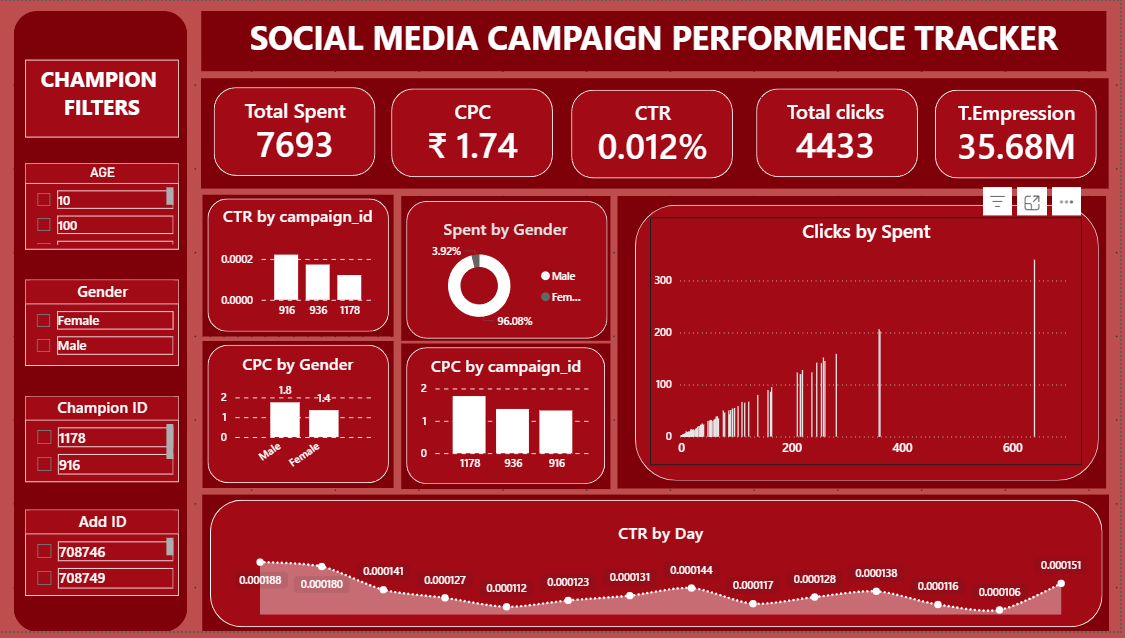 SOCIAL MEDIA CAMPAIGN PERFORMENCE TRACKER
CHAMPION
FILTERS
AGE
10
100
Gender
Female
Male
Champion ID
1178
916
Add ID
708746
708749
Total Spent
7693
CPC
₹ 1.74
CTR
0.012%
Total clicks
4433
T.Empression
35.68M
CTR by campaign_id
0.0002
0.0000
916 936 1178
Spent by Gender
3.92%
Male
Fem...
96.08%
Clicks by Spent
300
200
100
0
0 200 400 600
CPC by Gender
2
1
0
1.8
1.4
Male
Female
CPC by campaign_id
2
1
0
1178 936 916
CTR by Day
0.000188
0.000180
0.000141
0.000127
0.000112
0.000123
0.000131
0.000144
0.000117
0.000128
0.000138
0.000116
0.000106
0.000151